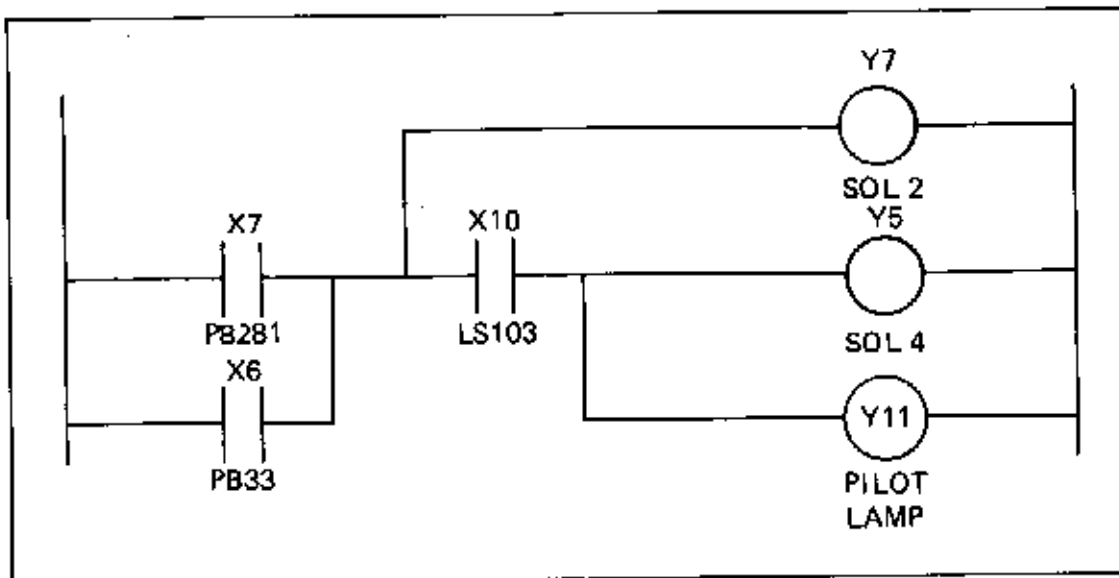 Y7
SOL 2
X7
X10
Y5
PB281
LS103
SOL 4
X6
Y11
PB33
PILOT
LAMP